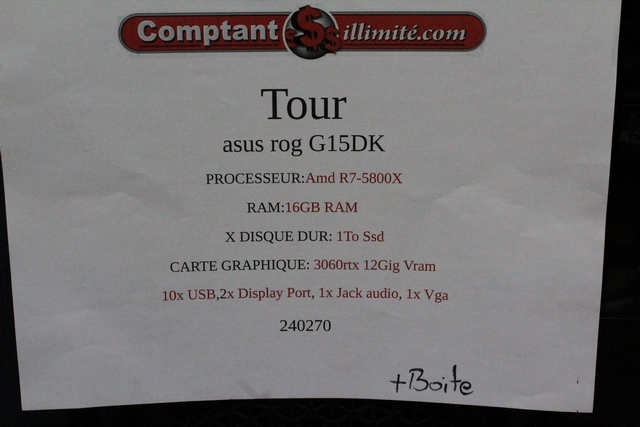 Comptant illimité.com
Tour
asus rog G15DK
PROCESSEUR:Amd R7-5800X
RAM:16GB RAM
X DISQUE DUR: 1To Ssd
CARTE GRAPHIQUE: 3060rtx 12Gig Vram
10x USB,2x Display Port, 1x Jack audio, 1x Vga
240270
+Boite